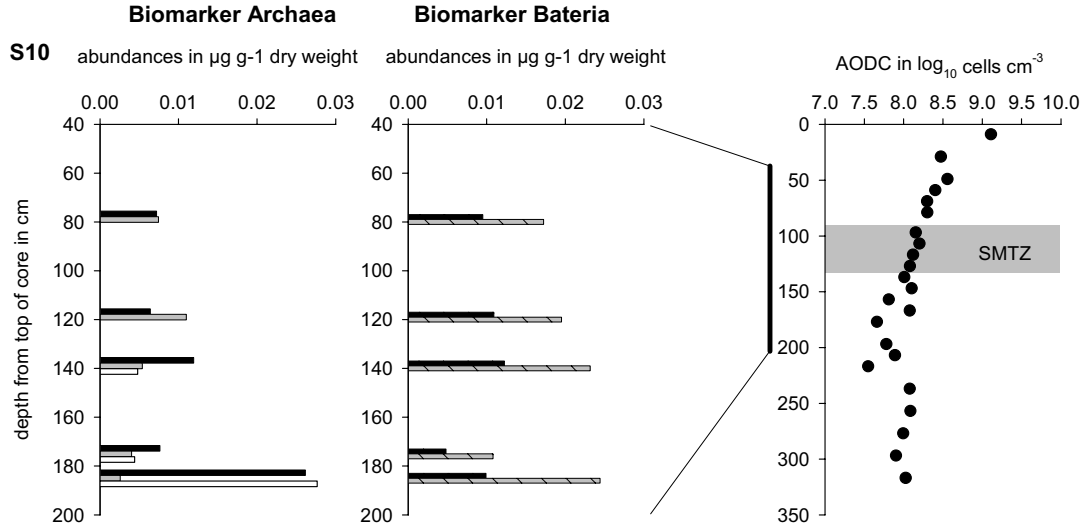 Biomarker Archaea Biomarker Bateria
S10 abundances in µg g-1 dry weight abundances in µg g-1 dry weight
AODC in log10 cells cm-3
0.00 0.01 0.02 0.03 0.00 0.01 0.02 0.03 7.0 7.5 8.0 8.5 9.0 9.5 10.0
depth from top of core in cm
40 40 0
60 60 50
80 80
100 100 100
SMTZ
120 120 150
140 140 200
160 160 250
180 180 300
200 200 350